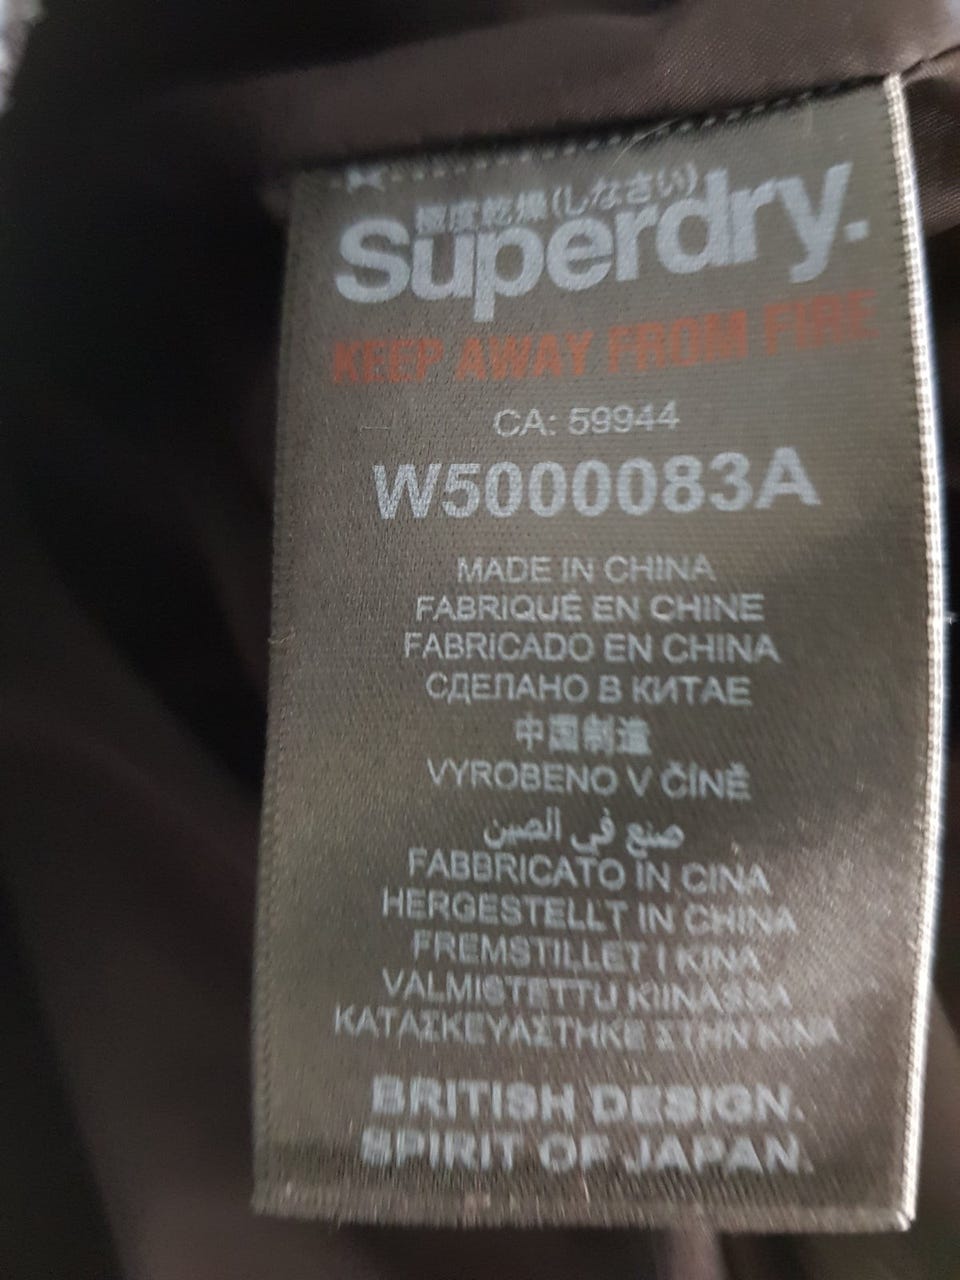 極度乾燥(しなさい)
Superdry.
KEEP AWAY FROM FIRE
CA: 59944
W5000083A
MADE IN CHINA
FABRIQUÉ EN CHINE
FABRICADO EN CHINA
СДЕЛАНО В КИТАЕ
中国制造
VYROBENO V ČÍNĚ
صنع في الصين
FABBRICATO IN CINA
HERGESTELLT IN CHINA
FREMSTILLET I KINA
VALMISTETTU KIINASSA
ΚΑΤΑΣΚΕΥΑΣΤΗΚΕ ΣΤΗΝ ΚΙΝΑ
BRITISH DESIGN.
SPIRIT OF JAPAN.